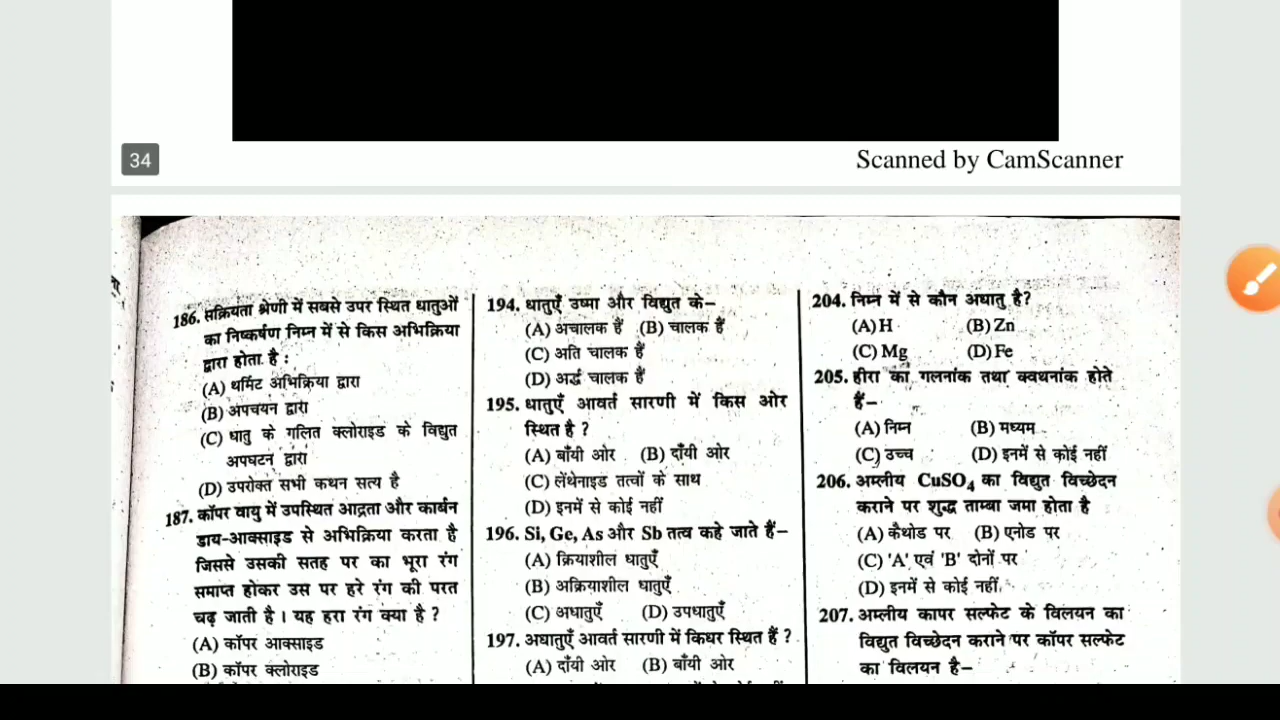 34
Scanned by CamScanner
186. सक्रियता श्रेणी में सबसे उपर स्थित धातुओं
का निष्कर्षण निम्न में से किस अभिक्रिया
द्वारा होता है :
(A) थर्मिट अभिक्रिया द्वारा
(B) अपचयन द्वारा
(C) धातु के गलित क्लोराइड के विद्युत
अपघटन द्वारा
(D) उपरोक्त सभी कथन सत्य है
187. कॉपर वायु में उपस्थित आद्रता और कार्बन
डाय-आक्साइड से अभिक्रिया करता है
जिससे उसकी सतह पर का भूरा रंग
समाप्त होकर उस पर हरे रंग की परत
चढ़ जाती है। यह हरा रंग क्या है ?
(A) कॉपर आक्साइड
(B) कॉपर क्लोराइड
194. धातुएँ उष्मा और विद्युत के–
(A) अचालक हैं (B) चालक हैं
(C) अति चालक हैं
(D) अर्द्ध चालक हैं
195. धातुएँ आवर्त सारणी में किस ओर
स्थित है ?
(A) बाँयी ओर (B) दाँयी ओर
(C) लेंथेनाइड तत्वों के साथ
(D) इनमें से कोई नहीं
196. Si, Ge, As और Sb तत्व कहे जाते हैं–
(A) क्रियाशील धातुएँ
(B) अक्रियाशील धातुएँ
(C) अधातुएँ (D) उपधातुएँ
197. अधातुएँ आवर्त सारणी में किधर स्थित हैं ?
(A) दाँयी ओर (B) बाँयी ओर
204. निम्न में से कौन अधातु है?
(A) H (B) Zn
(C) Mg (D) Fe
205. हीरा का गलनांक तथा क्वथनांक होते
हैं–
(A) निम्न (B) मध्यम
(C) उच्च (D) इनमें से कोई नहीं
206. अम्लीय CuSO₄ का विद्युत विच्छेदन
कराने पर शुद्ध ताम्बा जमा होता है
(A) कैथोड पर (B) एनोड पर
(C) 'A' एवं 'B' दोनों पर
(D) इनमें से कोई नहीं
207. अम्लीय कापर सल्फेट के विलयन का
विद्युत विच्छेदन कराने पर कॉपर सल्फेट
का विलयन है–